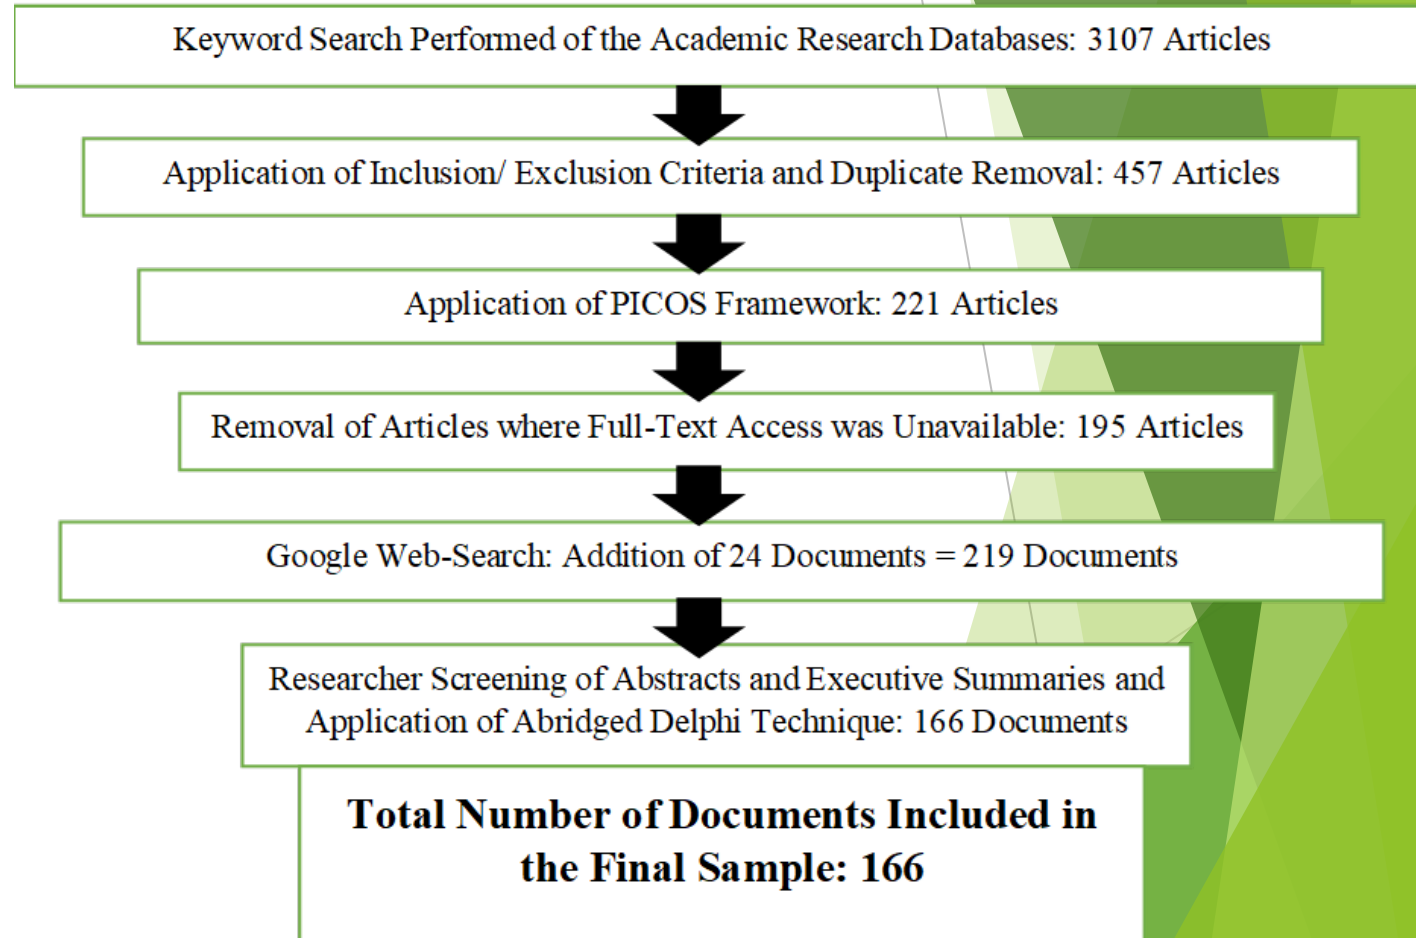 Keyword Search Performed of the Academic Research Databases: 3107 Articles
Application of Inclusion/ Exclusion Criteria and Duplicate Removal: 457 Articles
Application of PICOS Framework: 221 Articles
Removal of Articles where Full-Text Access was Unavailable: 195 Articles
Google Web-Search: Addition of 24 Documents = 219 Documents
Researcher Screening of Abstracts and Executive Summaries and
Application of Abridged Delphi Technique: 166 Documents
Total Number of Documents Included in
the Final Sample: 166